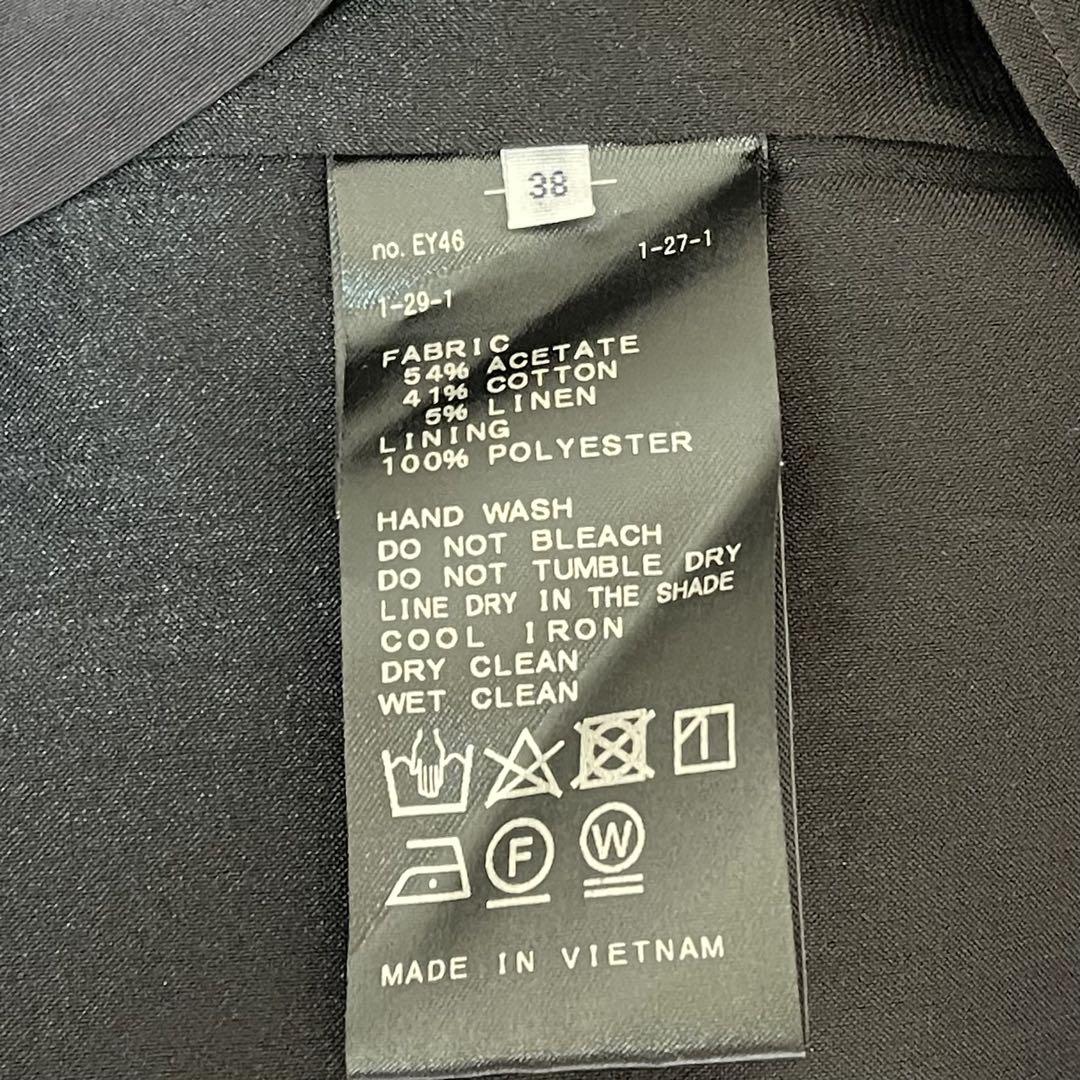 38
no. EY46 1-27-1
1-29-1
FABRIC
54% ACETATE
41% COTTON
5% LINEN
LINING
100% POLYESTER
HAND WASH
DO NOT BLEACH
DO NOT TUMBLE DRY
LINE DRY IN THE SHADE
COOL IRON
DRY CLEAN
WET CLEAN
F W
MADE IN VIETNAM